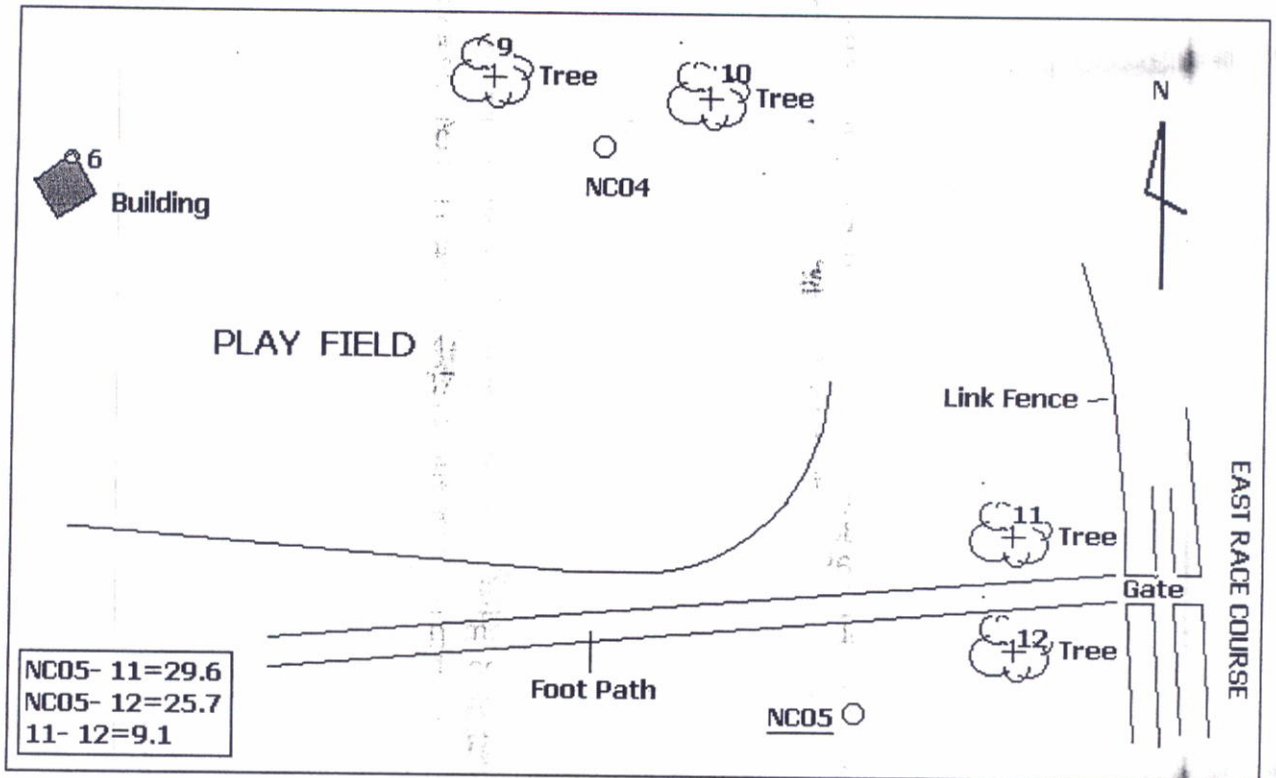 9
Tree
10
Tree
N
6
Building
NC04
PLAY FIELD
Link Fence
EAST RACE COURSE
11
Tree
Gate
12
Tree
Foot Path
NC05
NC05- 11=29.6
NC05- 12=25.7
11- 12=9.1